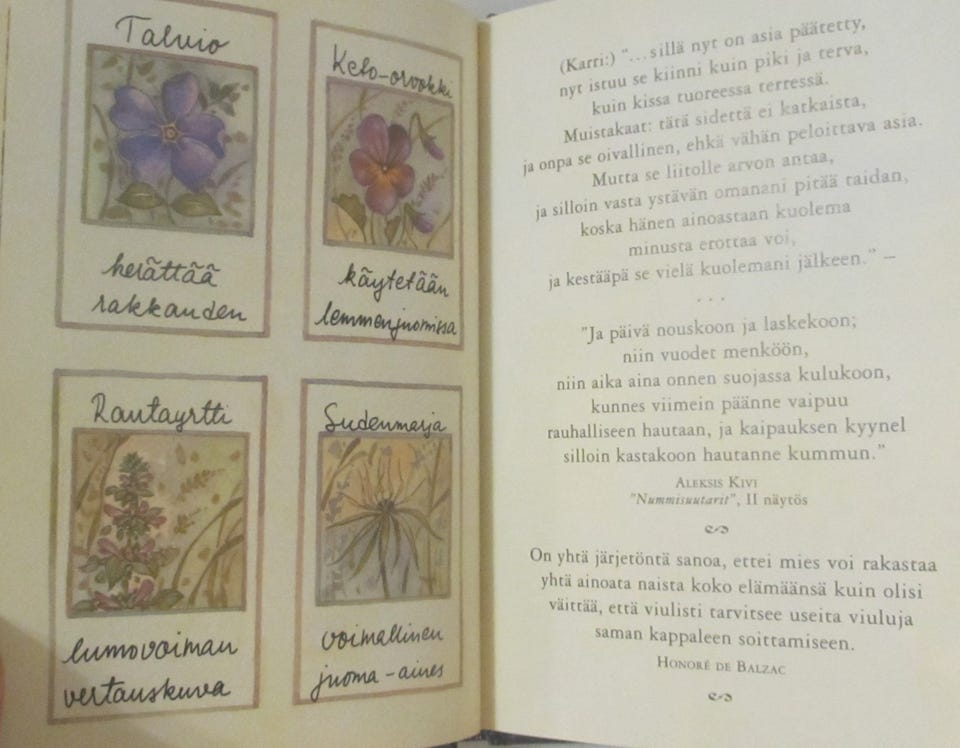 Talvio
herättää
rakkauden
Keto-orvokki
käytetään
lemmenjuomissa
Rautayrtti
lumovoiman
vertauskuva
Sudenmarja
voimallinen
juoma-aines
(Karri:) "...sillä nyt on asia päätetty,
nyt istuu se kiinni kuin piki ja terva,
kuin kissa tuoreessa terressä.
Muistakaat: tätä sidettä ei katkaista,
ja onpa se oivallinen, ehkä vähän peloittava asia.
Mutta se liitolle arvon antaa,
ja silloin vasta ystävän omanani pitää taidan,
koska hänen ainoastaan kuolema
minusta erottaa voi,
ja kestääpä se vielä kuolemani jälkeen." –
. . .
"Ja päivä nouskoon ja laskekoon;
niin vuodet menköön,
niin aika aina onnen suojassa kulukoon,
kunnes viimein päänne vaipuu
rauhalliseen hautaan, ja kaipauksen kyynel
silloin kastakoon hautanne kummun."
ALEKSIS KIVI
"Nummisuutarit", II näytös
On yhtä järjetöntä sanoa, ettei mies voi rakastaa
yhtä ainoata naista koko elämäänsä kuin olisi
väittää, että viulisti tarvitsee useita viuluja
saman kappaleen soittamiseen.
HONORÉ DE BALZAC